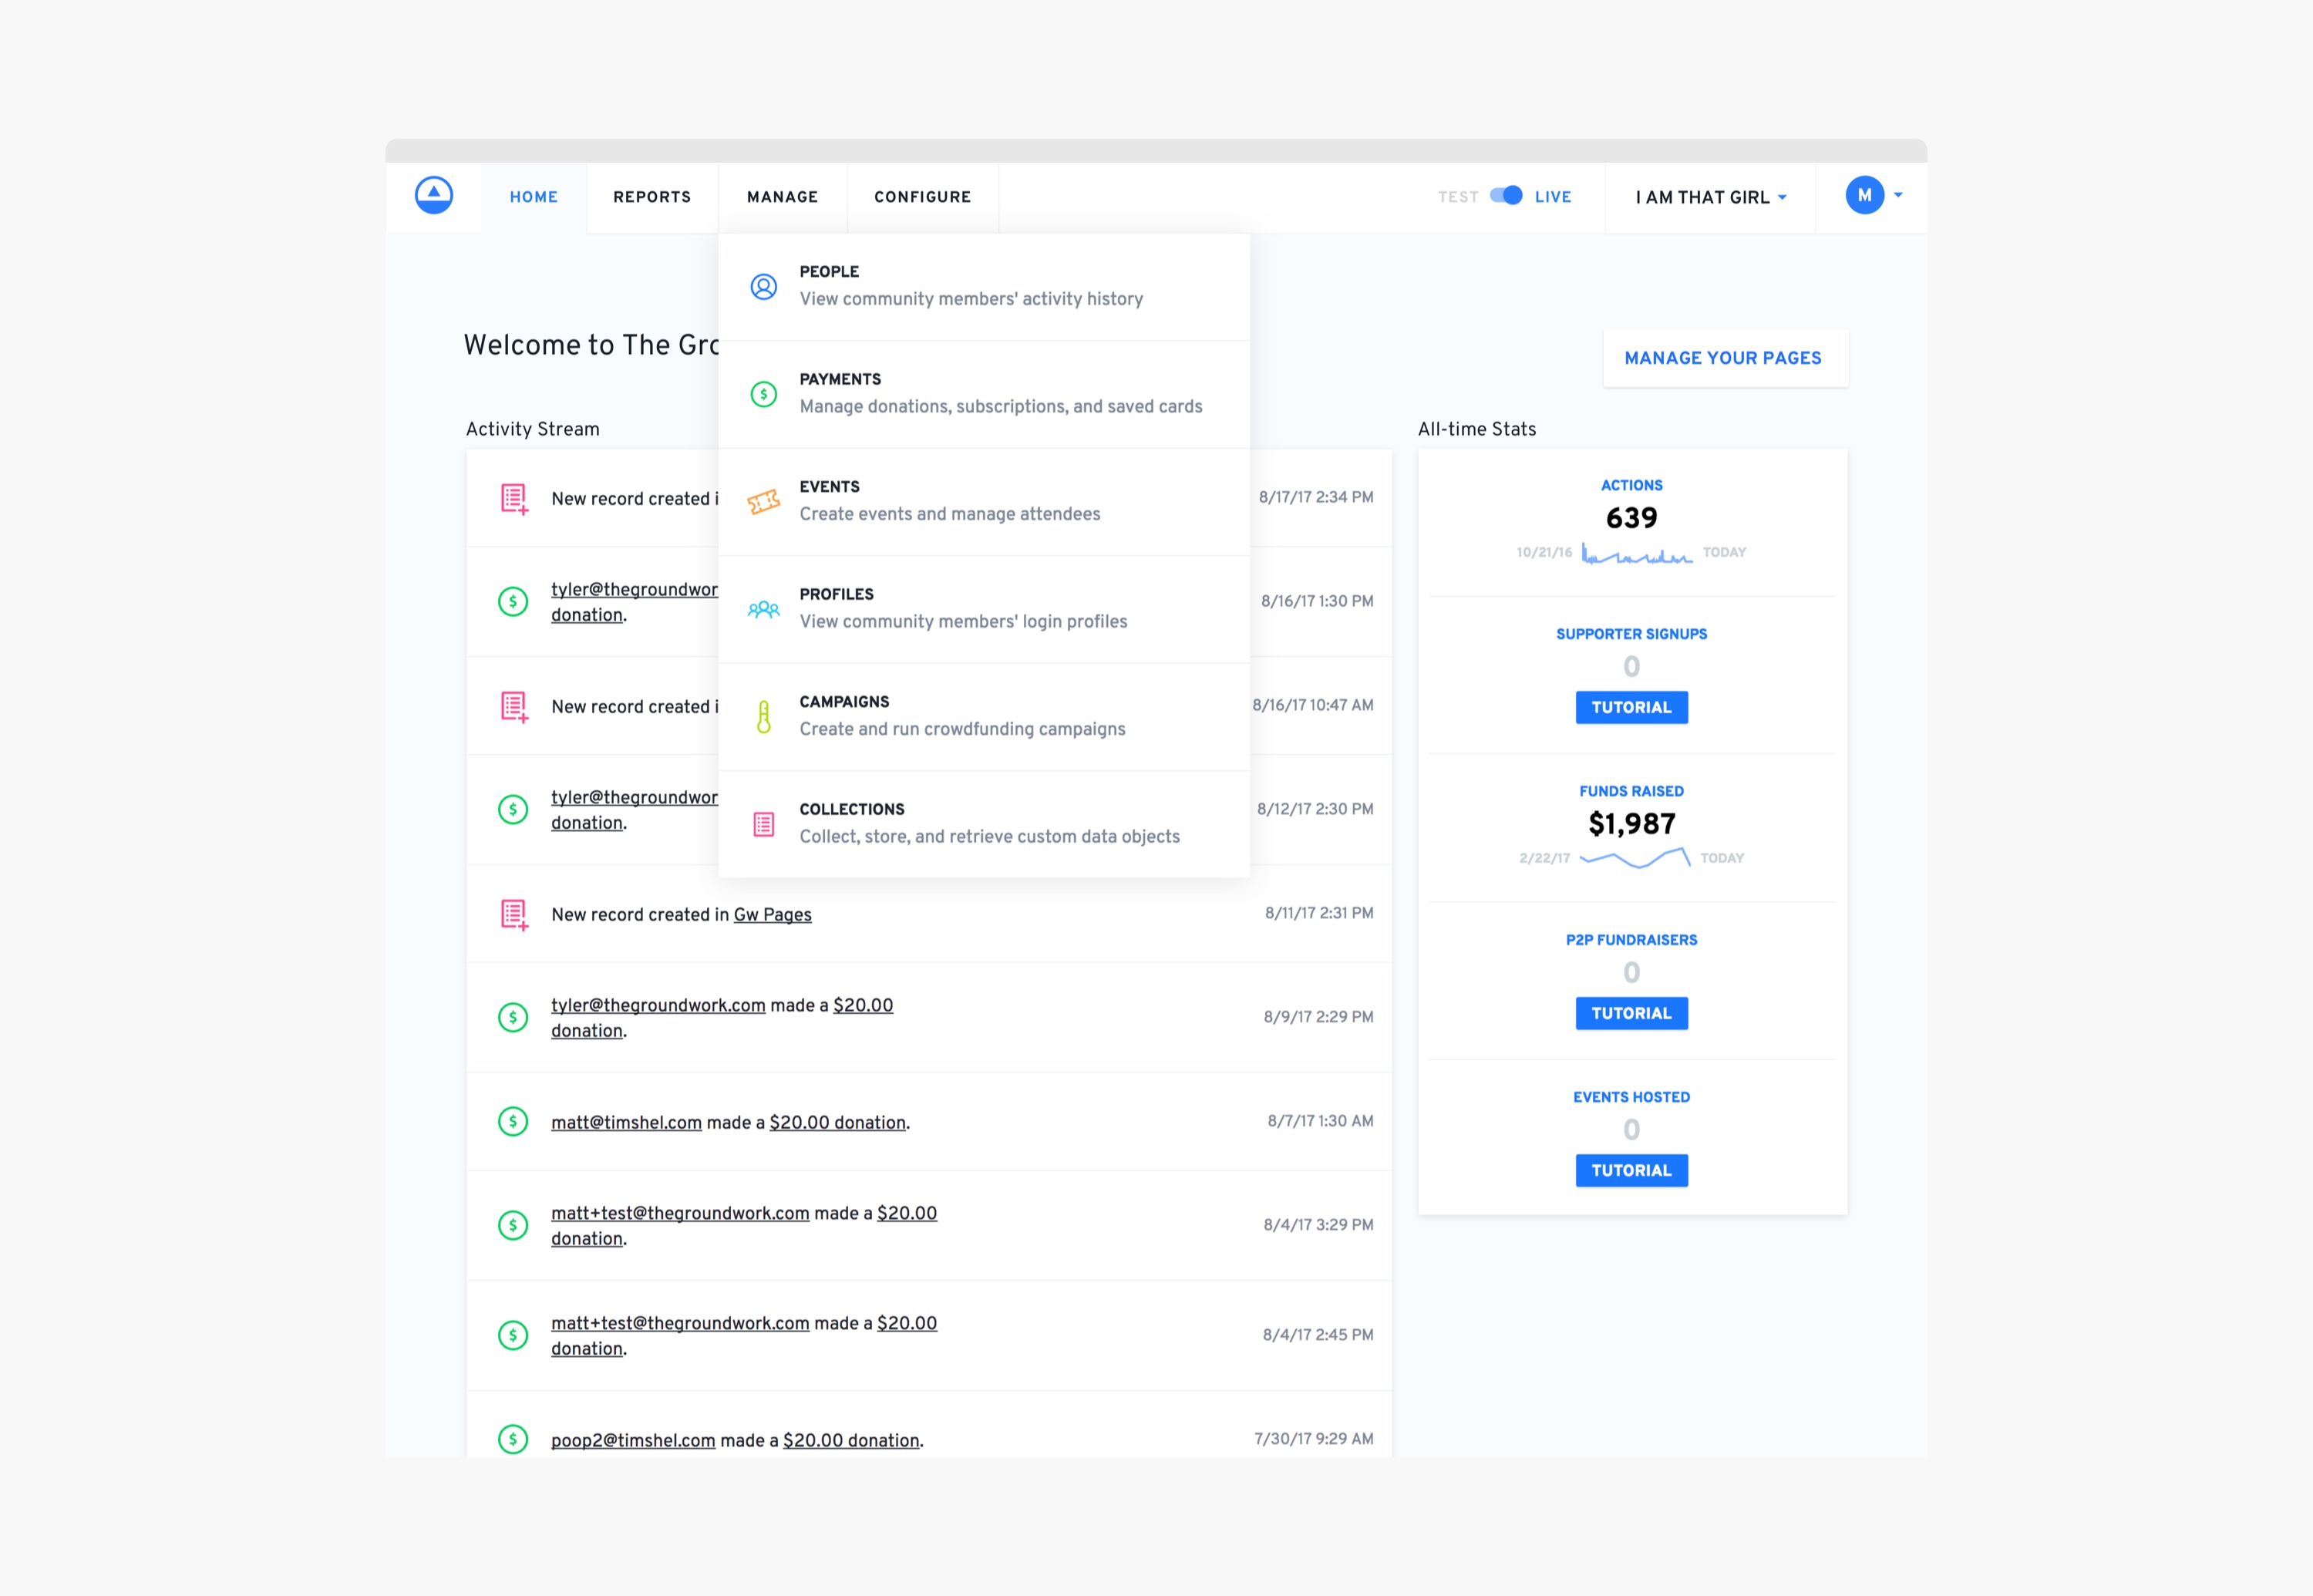 HOME REPORTS MANAGE CONFIGURE TEST LIVE I AM THAT GIRL M
PEOPLE
View community members' activity history
PAYMENTS
Manage donations, subscriptions, and saved cards
EVENTS
Create events and manage attendees
PROFILES
View community members' login profiles
CAMPAIGNS
Create and run crowdfunding campaigns
COLLECTIONS
Collect, store, and retrieve custom data objects
Welcome to The
MANAGE YOUR PAGES
Activity Stream
New record created
8/17/17 2:34 PM
$
donation.
8/16/17 1:30 PM
New record created
8/16/17 10:47 AM
$
donation.
8/12/17 2:30 PM
New record created in Gw Pages
8/11/17 2:31 PM
$
tyler@thegroundwork.com made a $20.00
donation.
8/9/17 2:29 PM
$
matt@timshel.com made a $20.00 donation.
8/7/17 1:30 AM
$
matt+test@thegroundwork.com made a $20.00
donation.
8/4/17 3:29 PM
$
matt+test@thegroundwork.com made a $20.00
donation.
8/4/17 2:45 PM
$
poop2@timshel.com made a $20.00 donation.
7/30/17 9:29 AM
All-time Stats
ACTIONS
639
10/21/16 TODAY
SUPPORTER SIGNUPS
0
TUTORIAL
FUNDS RAISED
$1,987
2/22/17 TODAY
P2P FUNDRAISERS
0
TUTORIAL
EVENTS HOSTED
0
TUTORIAL